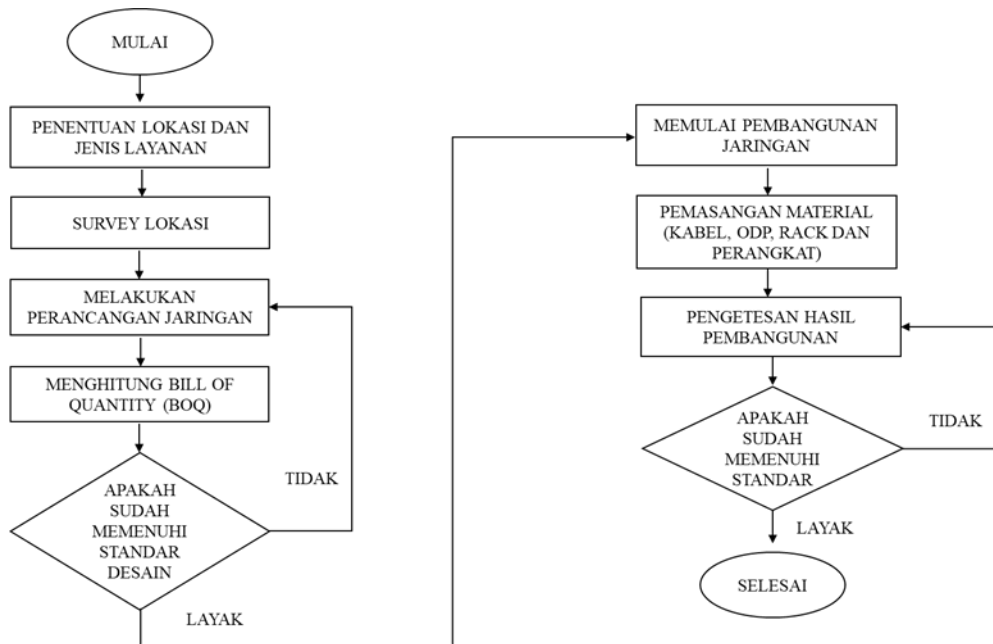 MULAI
PENENTUAN LOKASI DAN
JENIS LAYANAN
SURVEY LOKASI
MELAKUKAN
PERANCANGAN JARINGAN
MENGHITUNG BILL OF
QUANTITY (BOQ)
APAKAH
SUDAH
MEMENUHI
STANDAR
DESAIN
TIDAK
LAYAK
MEMULAI PEMBANGUNAN
JARINGAN
PEMASANGAN MATERIAL
(KABEL, ODP, RACK DAN
PERANGKAT)
PENGETESAN HASIL
PEMBANGUNAN
APAKAH
SUDAH
MEMENUHI
STANDAR
TIDAK
LAYAK
SELESAI